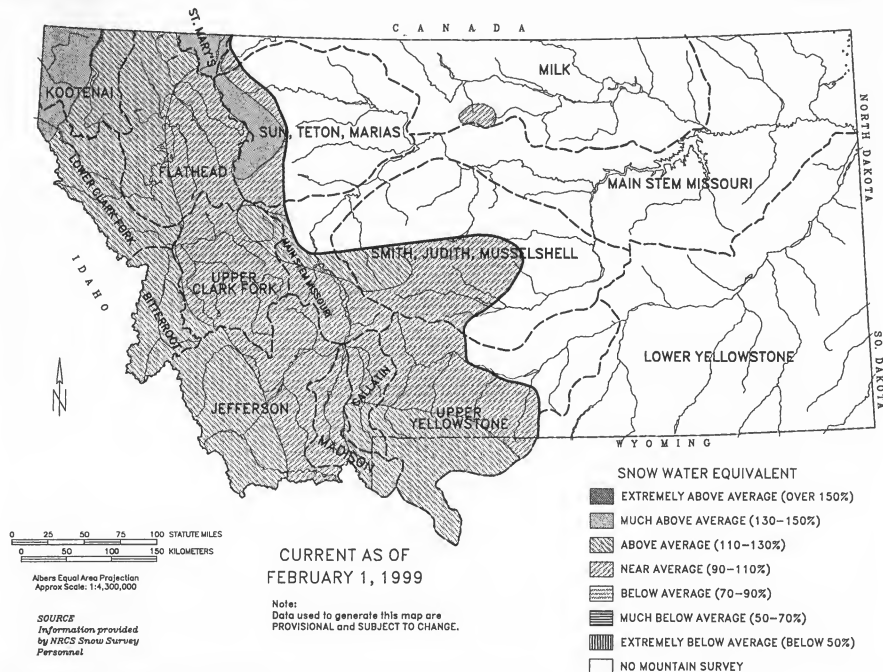 CANADA
ST. MARY'S
KOOTENAI
MILK
SUN, TETON, MARIAS
NORTH DAKOTA
FLATHEAD
LOWER CLARK FORK
MAIN STEM MISSOURI
IDAHO
MAIN STEM MISSOURI
SMITH, JUDITH, MUSSELSHELL
UPPER
CLARK FORK
BITTERROOT
SO. DAKOTA
LOWER YELLOWSTONE
N
JEFFERSON
GALLATIN
UPPER
YELLOWSTONE
MADISON
WYOMING
SNOW WATER EQUIVALENT
EXTREMELY ABOVE AVERAGE (OVER 150%)
MUCH ABOVE AVERAGE (130-150%)
ABOVE AVERAGE (110-130%)
NEAR AVERAGE (90-110%)
BELOW AVERAGE (70-90%)
MUCH BELOW AVERAGE (50-70%)
EXTREMELY BELOW AVERAGE (BELOW 50%)
NO MOUNTAIN SURVEY
0 25 50 75 100 STATUTE MILES
0 50 100 150 KILOMETERS
Albers Equal Area Projection
Approx Scale: 1:4,300,000
SOURCE
Information provided
by NRCS Snow Survey
Personnel
CURRENT AS OF
FEBRUARY 1, 1999
Note:
Data used to generate this map are
PROVISIONAL and SUBJECT TO CHANGE.